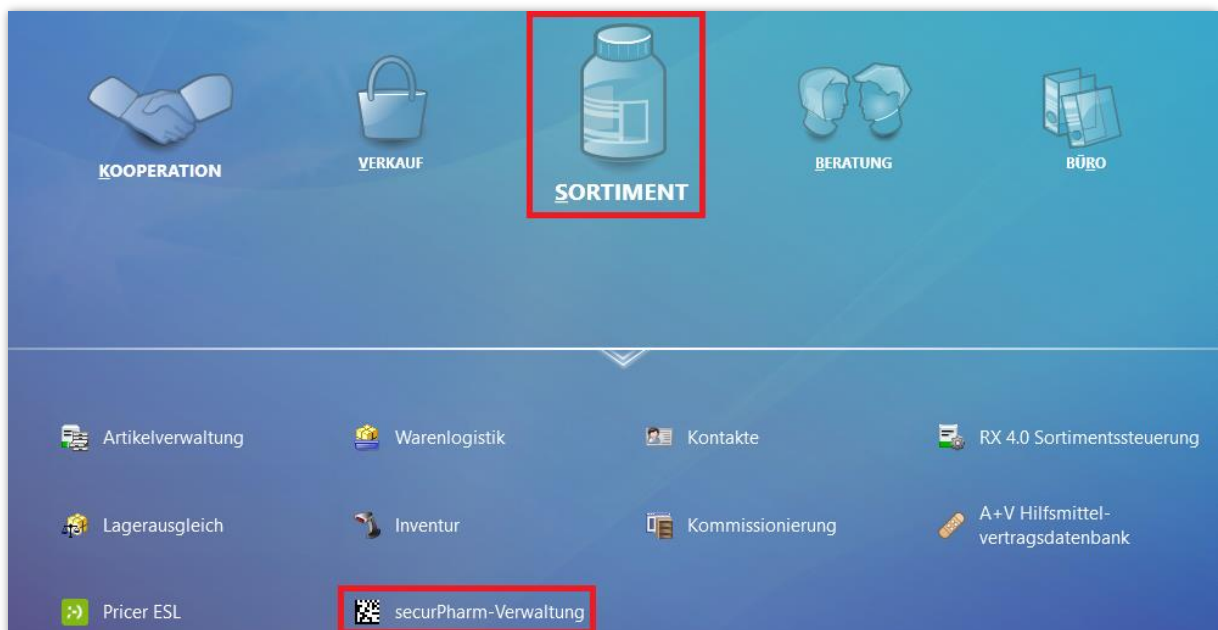 KOOPERATION
VERKAUF
SORTIMENT
BERATUNG
BÜRO
Artikelverwaltung
Warenlogistik
Kontakte
RX 4.0 Sortimentssteuerung
Lagerausgleich
Inventur
Kommissionierung
A+V Hilfsmittel-
vertragsdatenbank
Pricer ESL
securPharm-Verwaltung